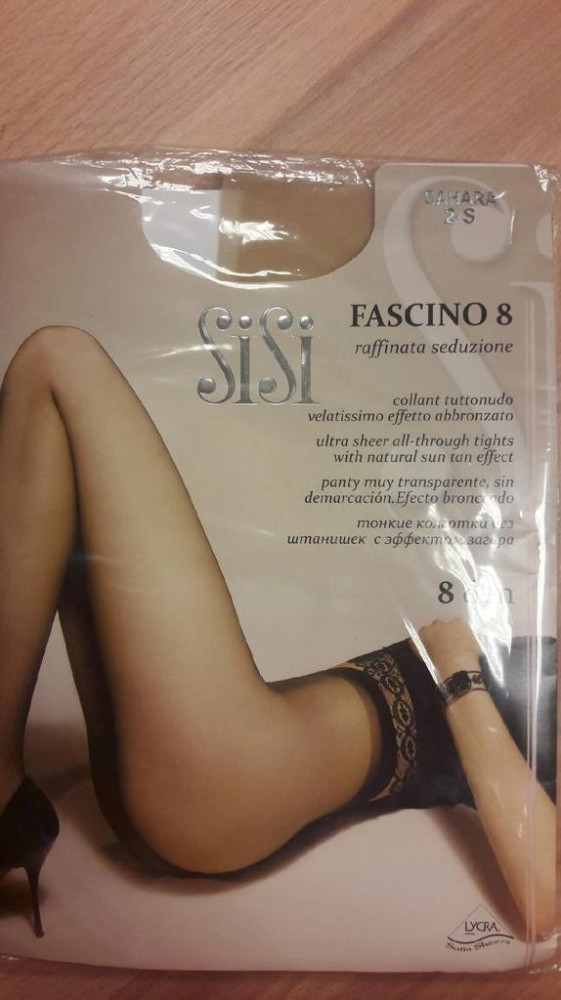 SAHARA
2-S
SiSi
FASCINO 8
raffinata seduzione
collant tuttonudo
velatissimo effetto abbronzato
ultra sheer all-through tights
with natural sun tan effect
panty muy transparente, sin
demarcación.Efecto bronceado
тонкие колготки без
штанишек с эффектом загара
8 den
LYCRA
Satin Sheers